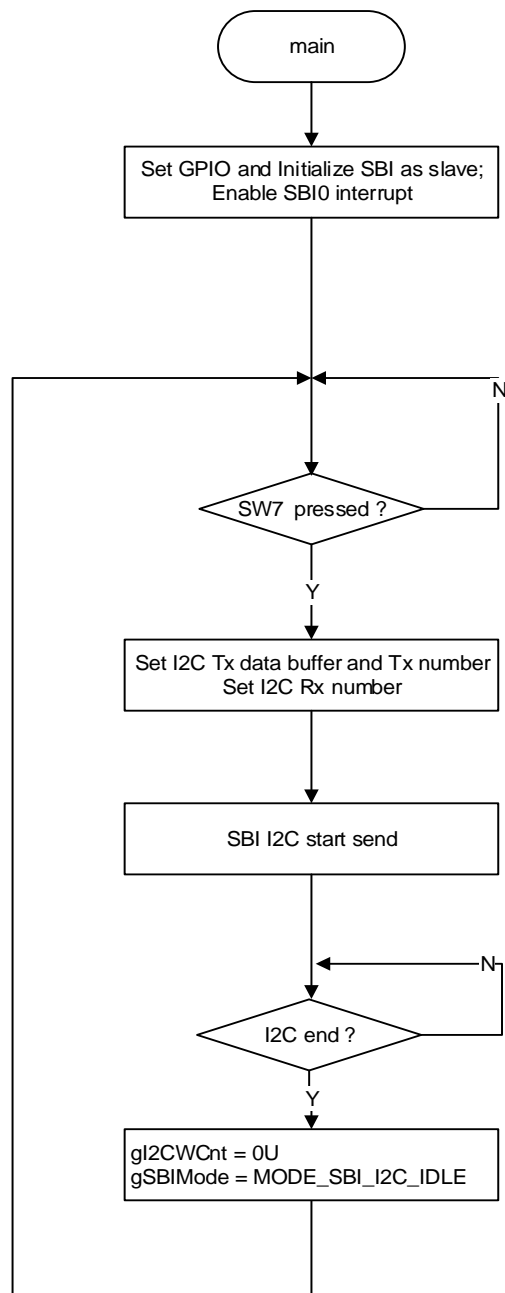 main
Set GPIO and Initialize SBI as slave;
Enable SBI0 interrupt
N
SW7 pressed ?
Y
Set I2C Tx data buffer and Tx number
Set I2C Rx number
SBI I2C start send
N
I2C end ?
Y
gI2CWCnt = 0U
gSBIMode = MODE_SBI_I2C_IDLE